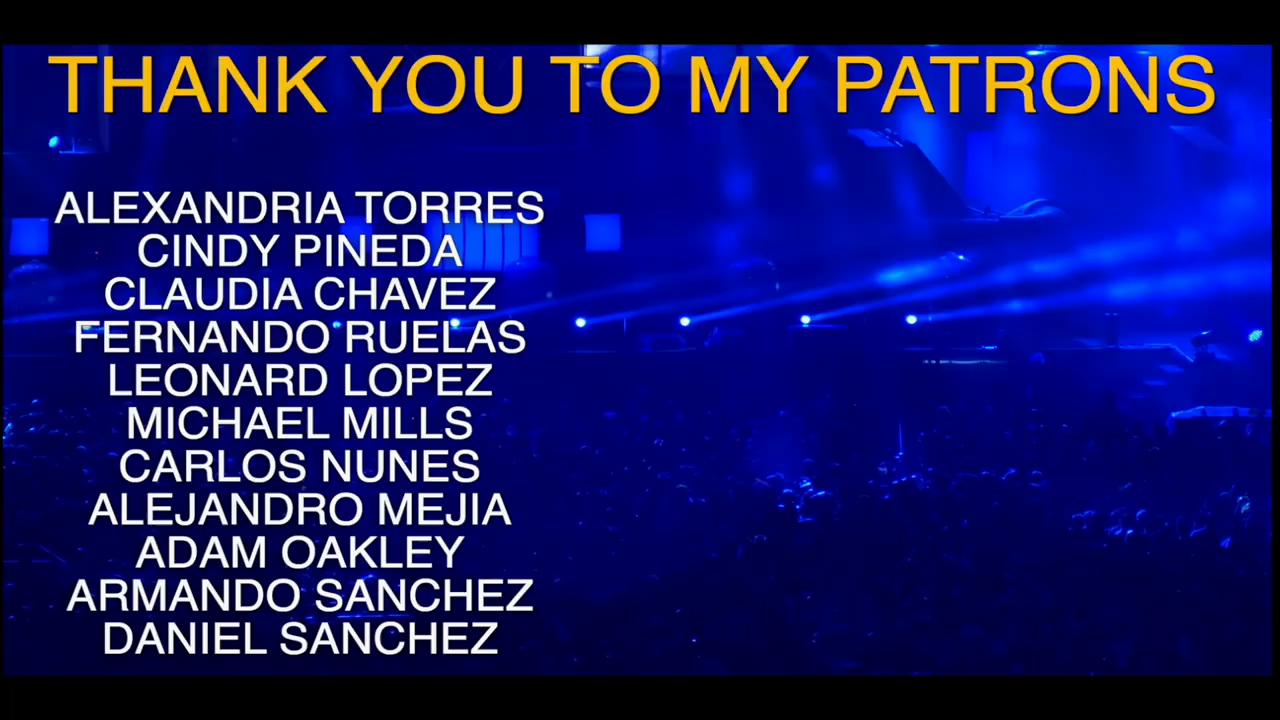 THANK YOU TO MY PATRONS
ALEXANDRIA TORRES
CINDY PINEDA
CLAUDIA CHAVEZ
FERNANDO RUELAS
LEONARD LOPEZ
MICHAEL MILLS
CARLOS NUNES
ALEJANDRO MEJIA
ADAM OAKLEY
ARMANDO SANCHEZ
DANIEL SANCHEZ